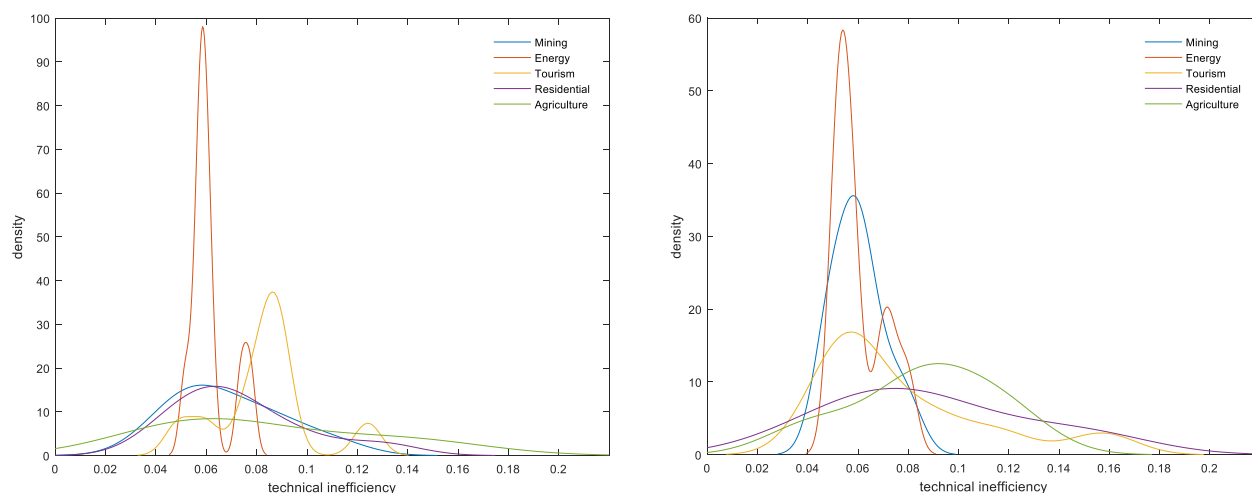 100
90
80
70
60
50
40
30
20
10
0
density
Mining
Energy
Tourism
Residential
Agriculture
0 0.02 0.04 0.06 0.08 0.1 0.12 0.14 0.16 0.18 0.2
technical inefficiency
60
50
40
30
20
10
0
density
Mining
Energy
Tourism
Residential
Agriculture
0 0.02 0.04 0.06 0.08 0.1 0.12 0.14 0.16 0.18 0.2
technical inefficiency